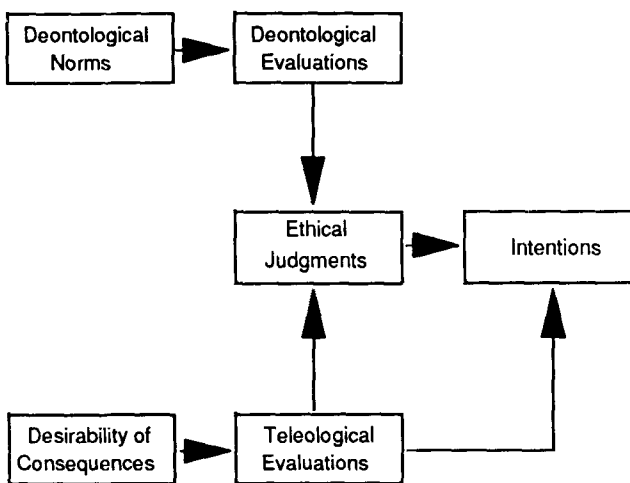 Deontological
Norms
Deontological
Evaluations
Ethical
Judgments
Intentions
Desirability of
Consequences
Teleological
Evaluations